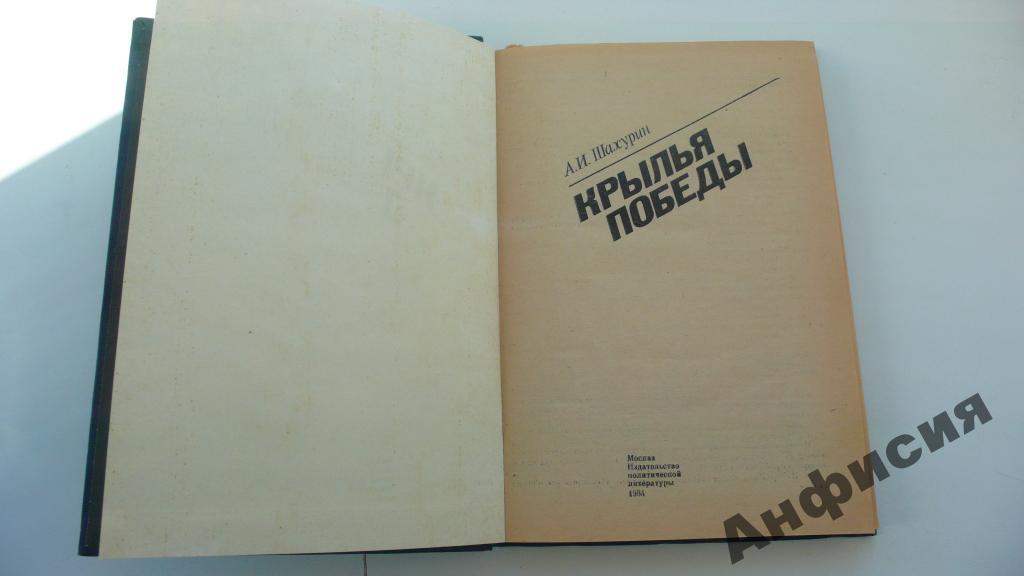 А.И. Шахурин
КРЫЛЬЯ
ПОБЕДЫ
Москва
Издательство
политической
литературы
1984
Анфисия